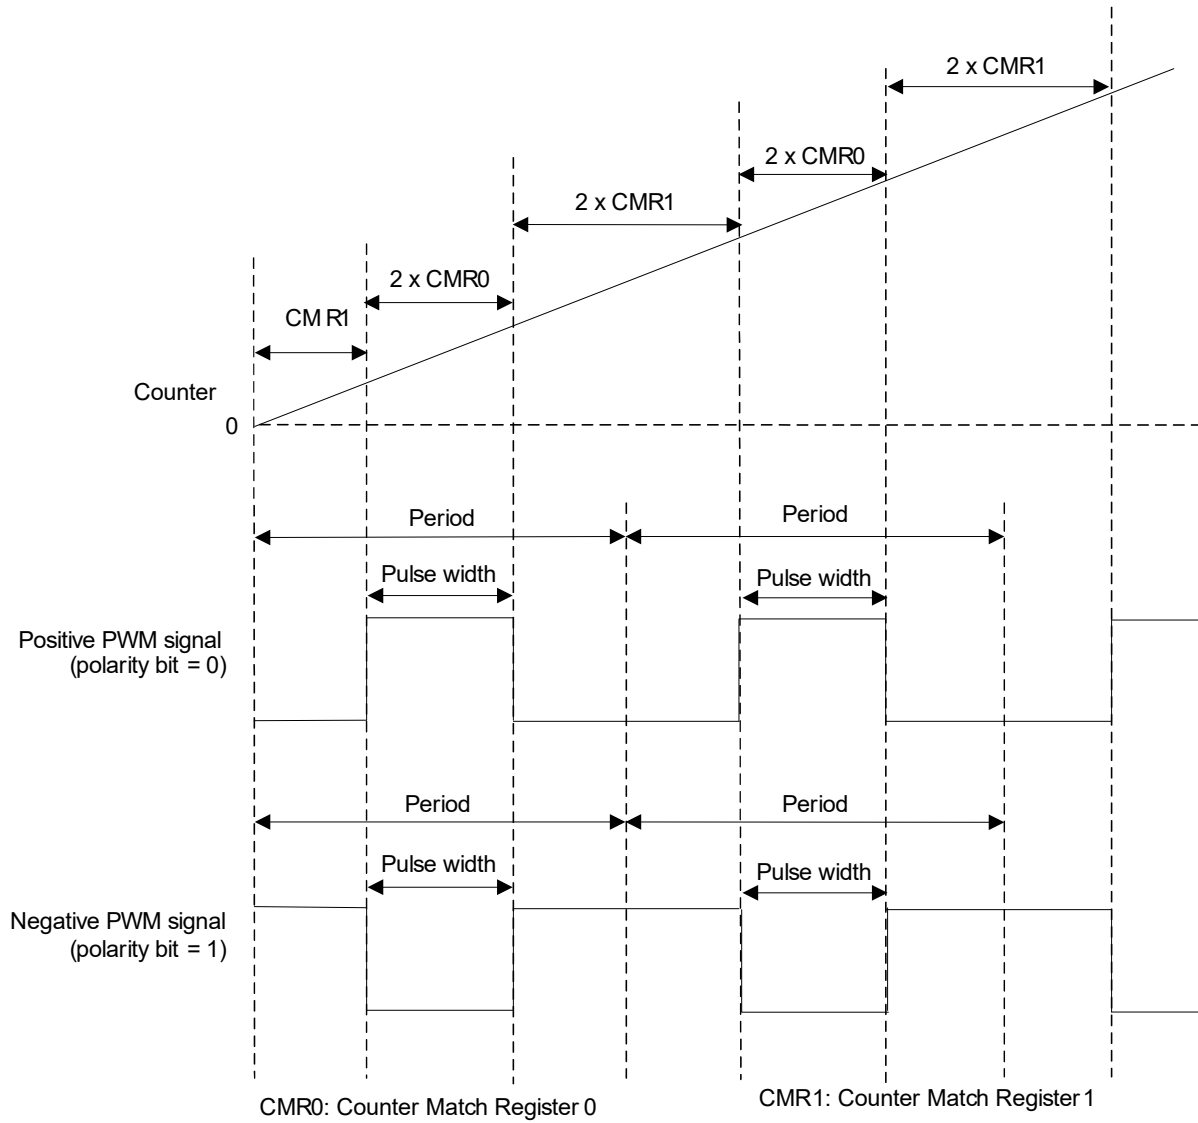 2 x CMR1
2 x CMR0
2 x CMR1
2 x CMR0
CMR1
Counter
0
Period
Period
Pulse width
Pulse width
Positive PWM signal
(polarity bit = 0)
Period
Period
Pulse width
Pulse width
Negative PWM signal
(polarity bit = 1)
CMR0: Counter Match Register 0
CMR1: Counter Match Register 1